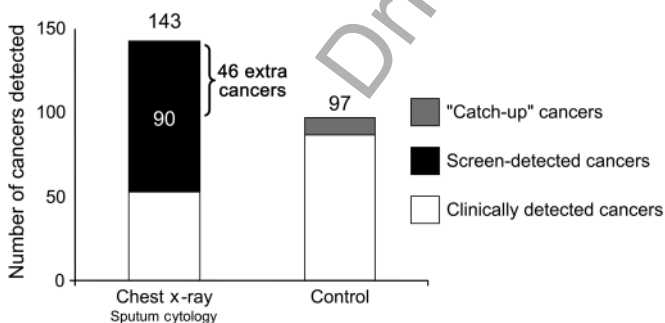 Number of cancers detected
150
100
50
0
143
90
46 extra
cancers
97
Chest x-ray
Sputum cytology
Control
"Catch-up" cancers
Screen-detected cancers
Clinically detected cancers